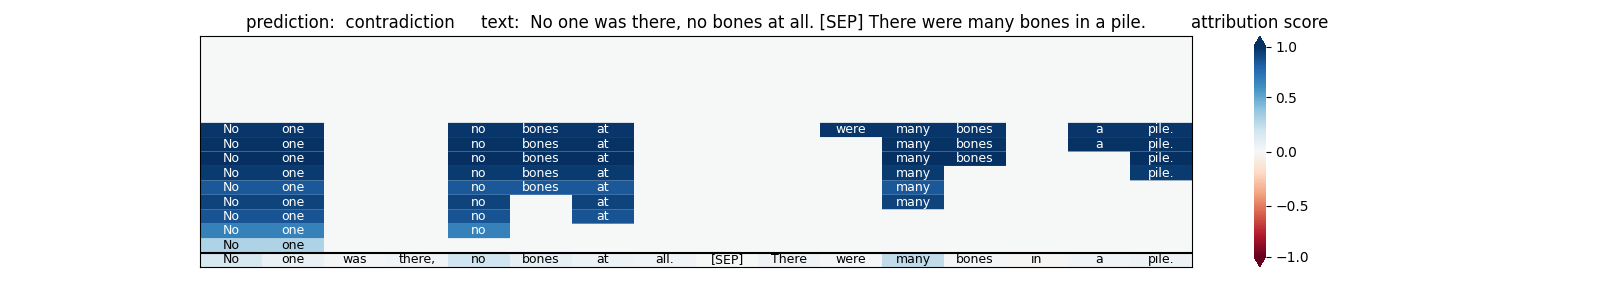 prediction:  contradiction     text:  No one was there, no bones at all. [SEP] There were many bones in a pile.     attribution score
1.0
No one no bones at were many bones a pile.
No one no bones at many bones a pile.
No one no bones at many bones pile.
No one no bones at many pile.
No one no bones at many
No one no at many
No one no at
No one no
No one
No one was there, no bones at all. [SEP] There were many bones in a pile.
0.5
0.0
−0.5
−1.0